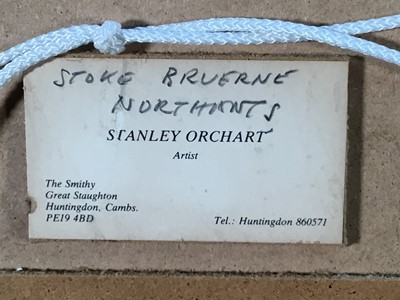 STOKE BRUERNE
NORTHANTS
STANLEY ORCHART
Artist
The Smithy
Great Staughton
Huntingdon, Cambs.
PE19 4BD
Tel.: Huntingdon 860571